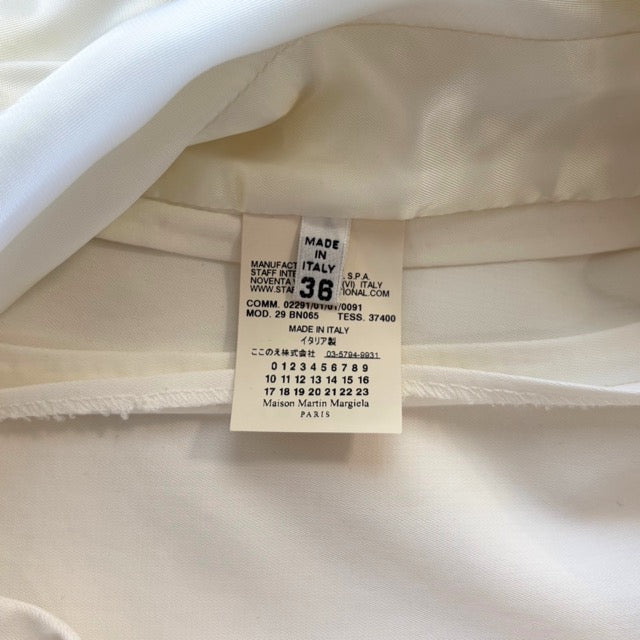 MADE
IN
ITALY
36
MANUFACT
STAFF INTE S.P.A.
NOVENTA (VI) ITALY
WWW.STA TIONAL.COM
COMM. 02291/01/01/0091
MOD. 29 BN065 TESS. 37400
MADE IN ITALY
イタリア製
ここのえ株式会社 03-5794-9931
0 1 2 3 4 5 6 7 8 9
10 11 12 13 14 15 16
17 18 19 20 21 22 23
Maison Martin Margiela
PARIS